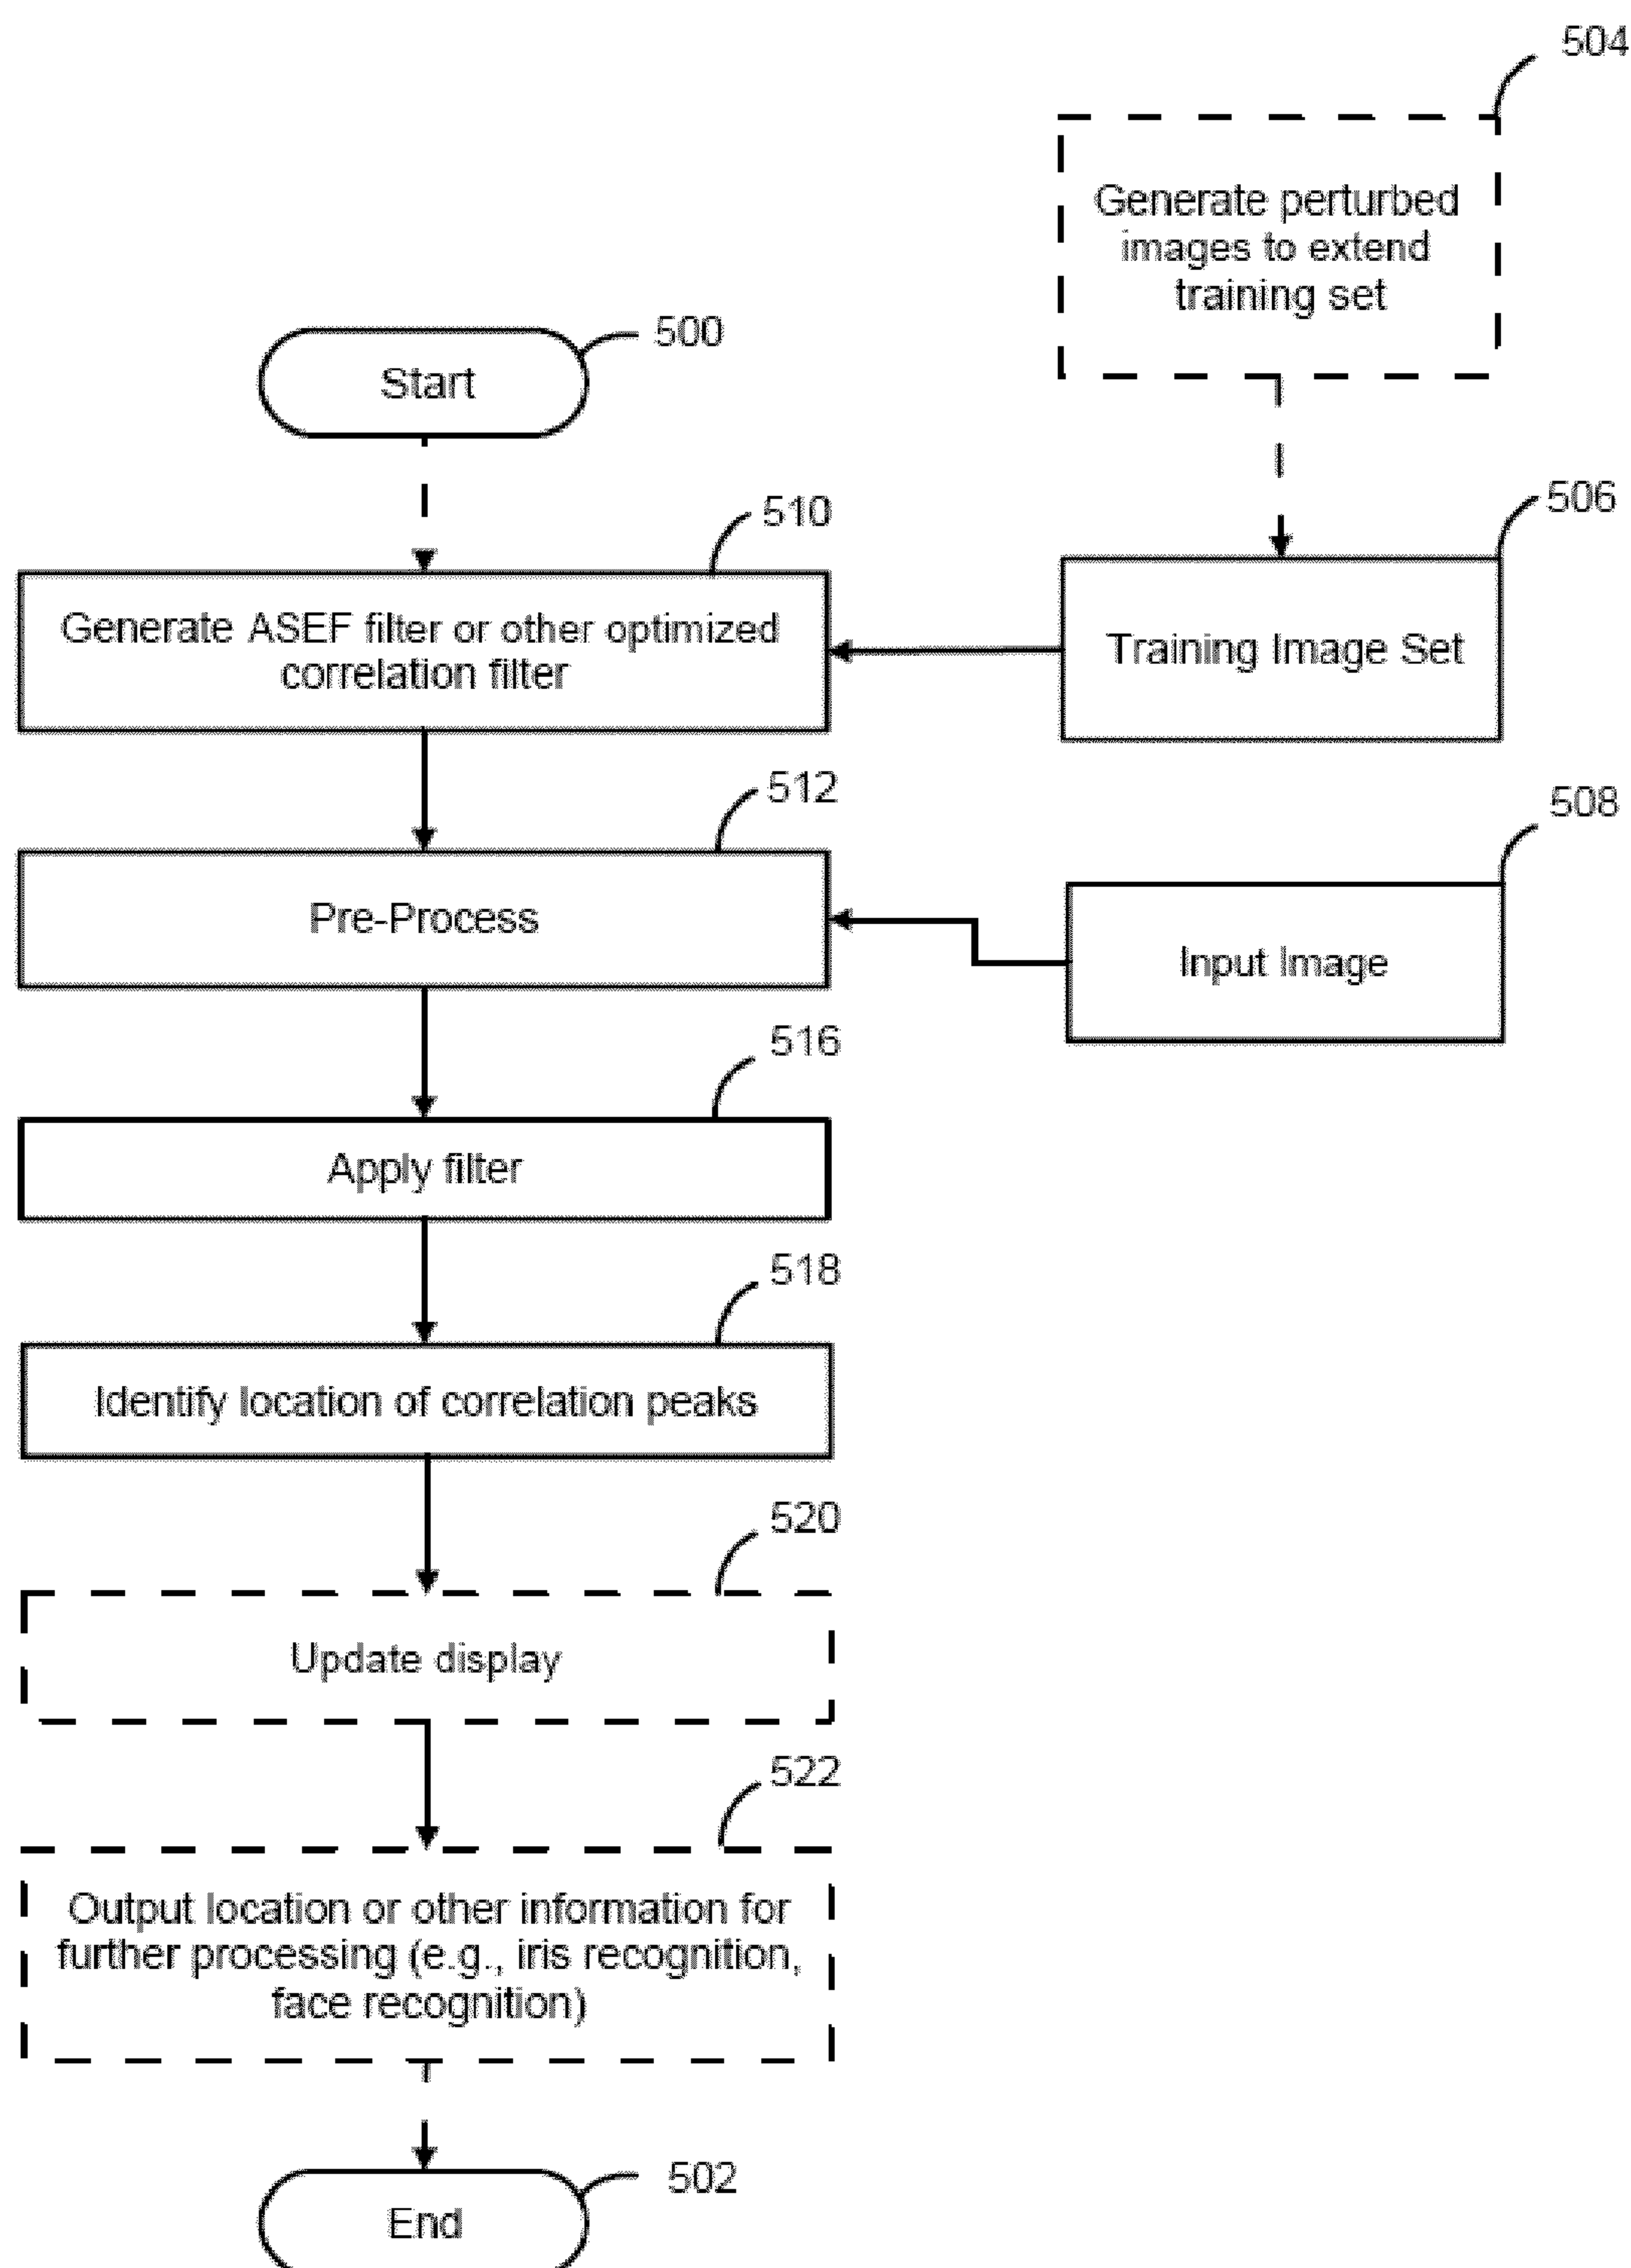 504
Generate perturbed
images to extend
training set
500
Start
510
506
Generate ASEF filter or other optimized
correlation filter
Training Image Set
512
508
Pre-Process
Input Image
516
Apply filter
518
Identify location of correlation peaks
520
Update display
522
Output location or other information for
further processing (e.g., iris recognition,
face recognition)
502
End